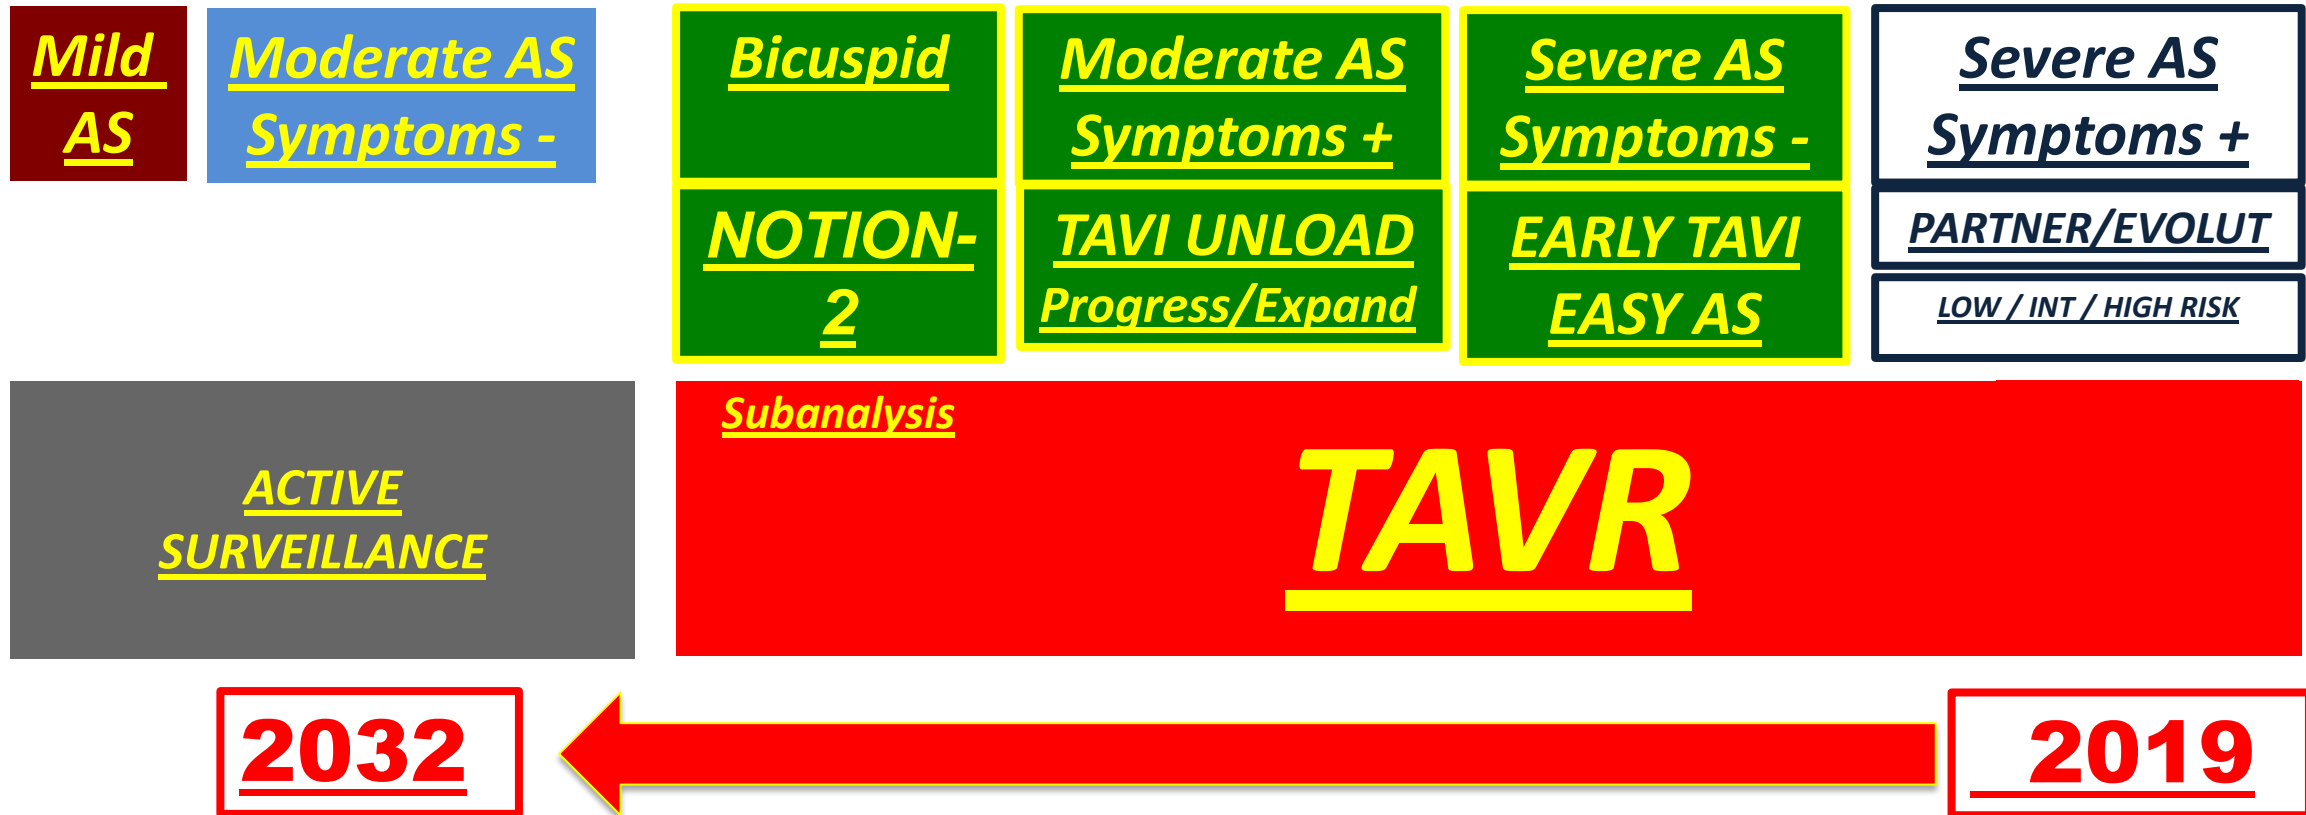 Mild
AS
Moderate AS
Symptoms -
Bicuspid
Moderate AS
Symptoms +
Severe AS
Symptoms -
Severe AS
Symptoms +
NOTION-
2
TAVI UNLOAD
Progress/Expand
EARLY TAVI
EASY AS
PARTNER/EVOLUT
LOW / INT / HIGH RISK
ACTIVE
SURVEILLANCE
Subanalysis
TAVR
2032
2019